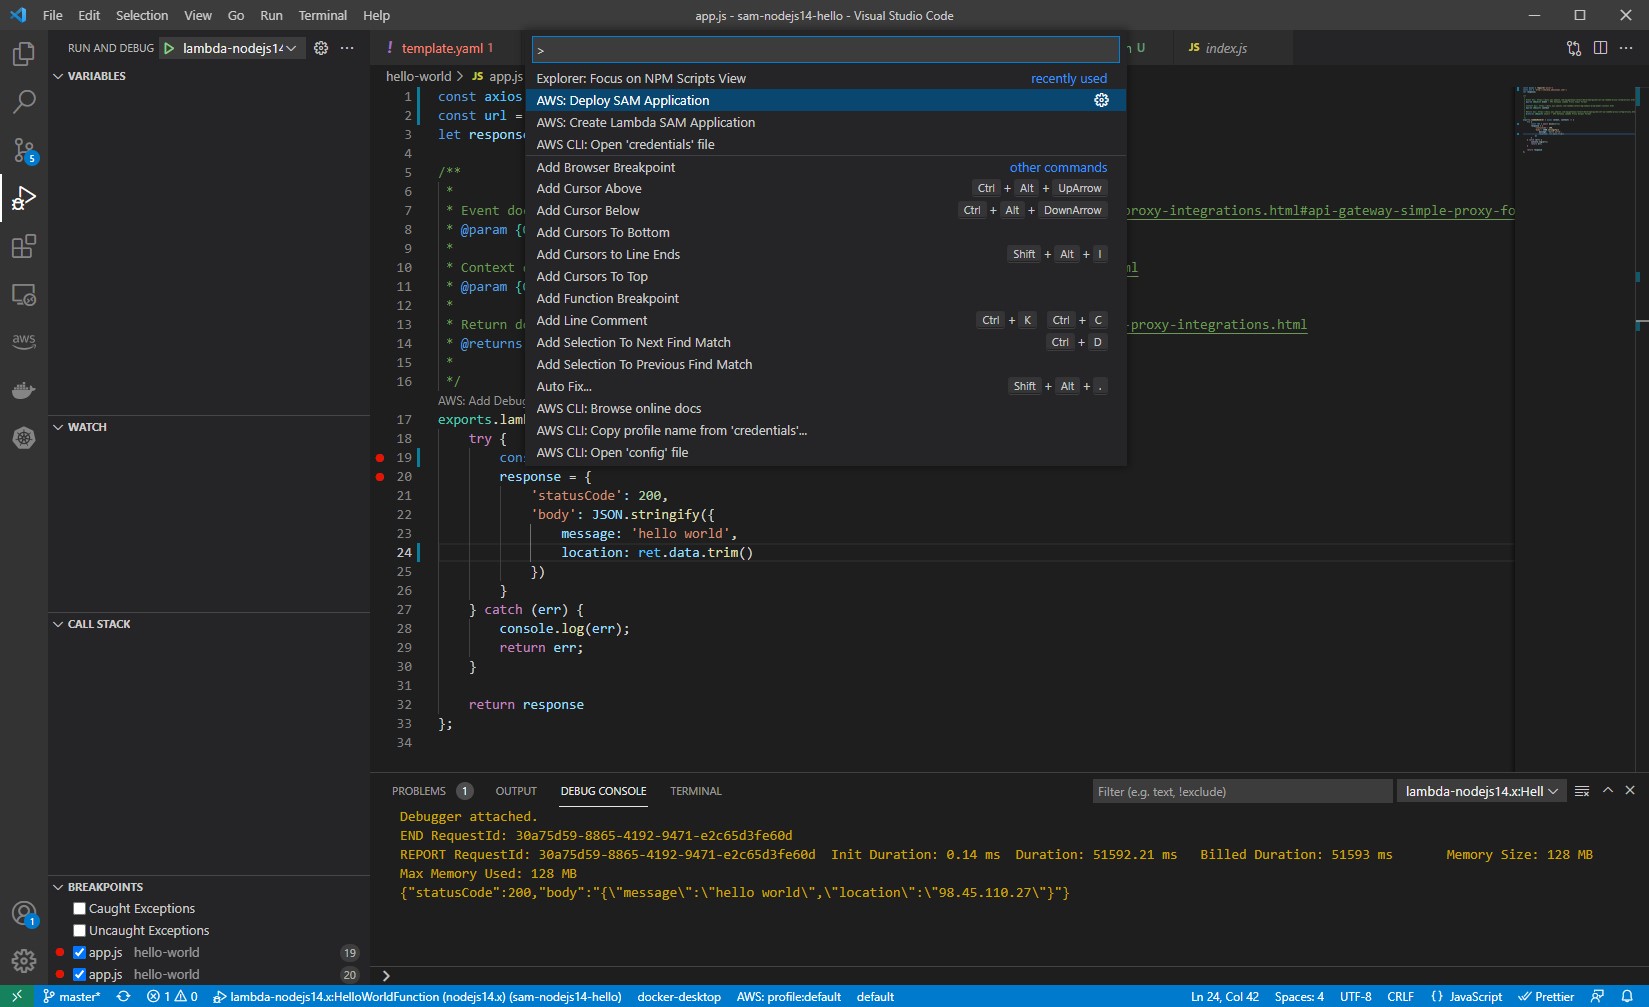 File Edit Selection View Go Run Terminal Help
app.js - sam-nodejs14-hello - Visual Studio Code
RUN AND DEBUG lambda-nodejs14
! template.yaml 1
U
JS index.js
>
Explorer: Focus on NPM Scripts View recently used
AWS: Deploy SAM Application
AWS: Create Lambda SAM Application
AWS CLI: Open 'credentials' file
Add Browser Breakpoint other commands
Add Cursor Above Ctrl + Alt + UpArrow
Add Cursor Below Ctrl + Alt + DownArrow
Add Cursors To Bottom
Add Cursors to Line Ends Shift + Alt + I
Add Cursors To Top
Add Function Breakpoint
Add Line Comment Ctrl + K Ctrl + C
Add Selection To Next Find Match Ctrl + D
Add Selection To Previous Find Match
Auto Fix... Shift + Alt + .
AWS CLI: Browse online docs
AWS CLI: Copy profile name from 'credentials'...
AWS CLI: Open 'config' file
VARIABLES
WATCH
CALL STACK
BREAKPOINTS
Caught Exceptions
Uncaught Exceptions
app.js hello-world 19
app.js hello-world 20
5
aws
1
hello-world > JS app.js
1 const axios
2 const url =
3 let response
4
5 /**
6 *
7 * Event doc proxy-integrations.html#api-gateway-simple-proxy-fo
8 * @param {
9 *
10 * Context
11 * @param {
12 *
13 * Return do -proxy-integrations.html
14 * @returns
15 *
16 */
AWS: Add Debug
17 exports.lam
18 try {
19 cons
20 response = {
21 'statusCode': 200,
22 'body': JSON.stringify({
23 message: 'hello world',
24 location: ret.data.trim()
25 })
26 }
27 } catch (err) {
28 console.log(err);
29 return err;
30 }
31
32 return response
33 };
34
PROBLEMS 1 OUTPUT DEBUG CONSOLE TERMINAL
Filter (e.g. text, !exclude)
lambda-nodejs14.x:Hell
Debugger attached.
END RequestId: 30a75d59-8865-4192-9471-e2c65d3fe60d
REPORT RequestId: 30a75d59-8865-4192-9471-e2c65d3fe60d Init Duration: 0.14 ms Duration: 51592.21 ms Billed Duration: 51593 ms Memory Size: 128 MB
Max Memory Used: 128 MB
{"statusCode":200,"body":"{\"message\":\"hello world\",\"location\":\"98.45.110.27\"}"}
>
master* 1 0 lambda-nodejs14.x:HelloWorldFunction (nodejs14.x) (sam-nodejs14-hello) docker-desktop AWS: profile:default default
Ln 24, Col 42 Spaces: 4 UTF-8 CRLF {} JavaScript Prettier